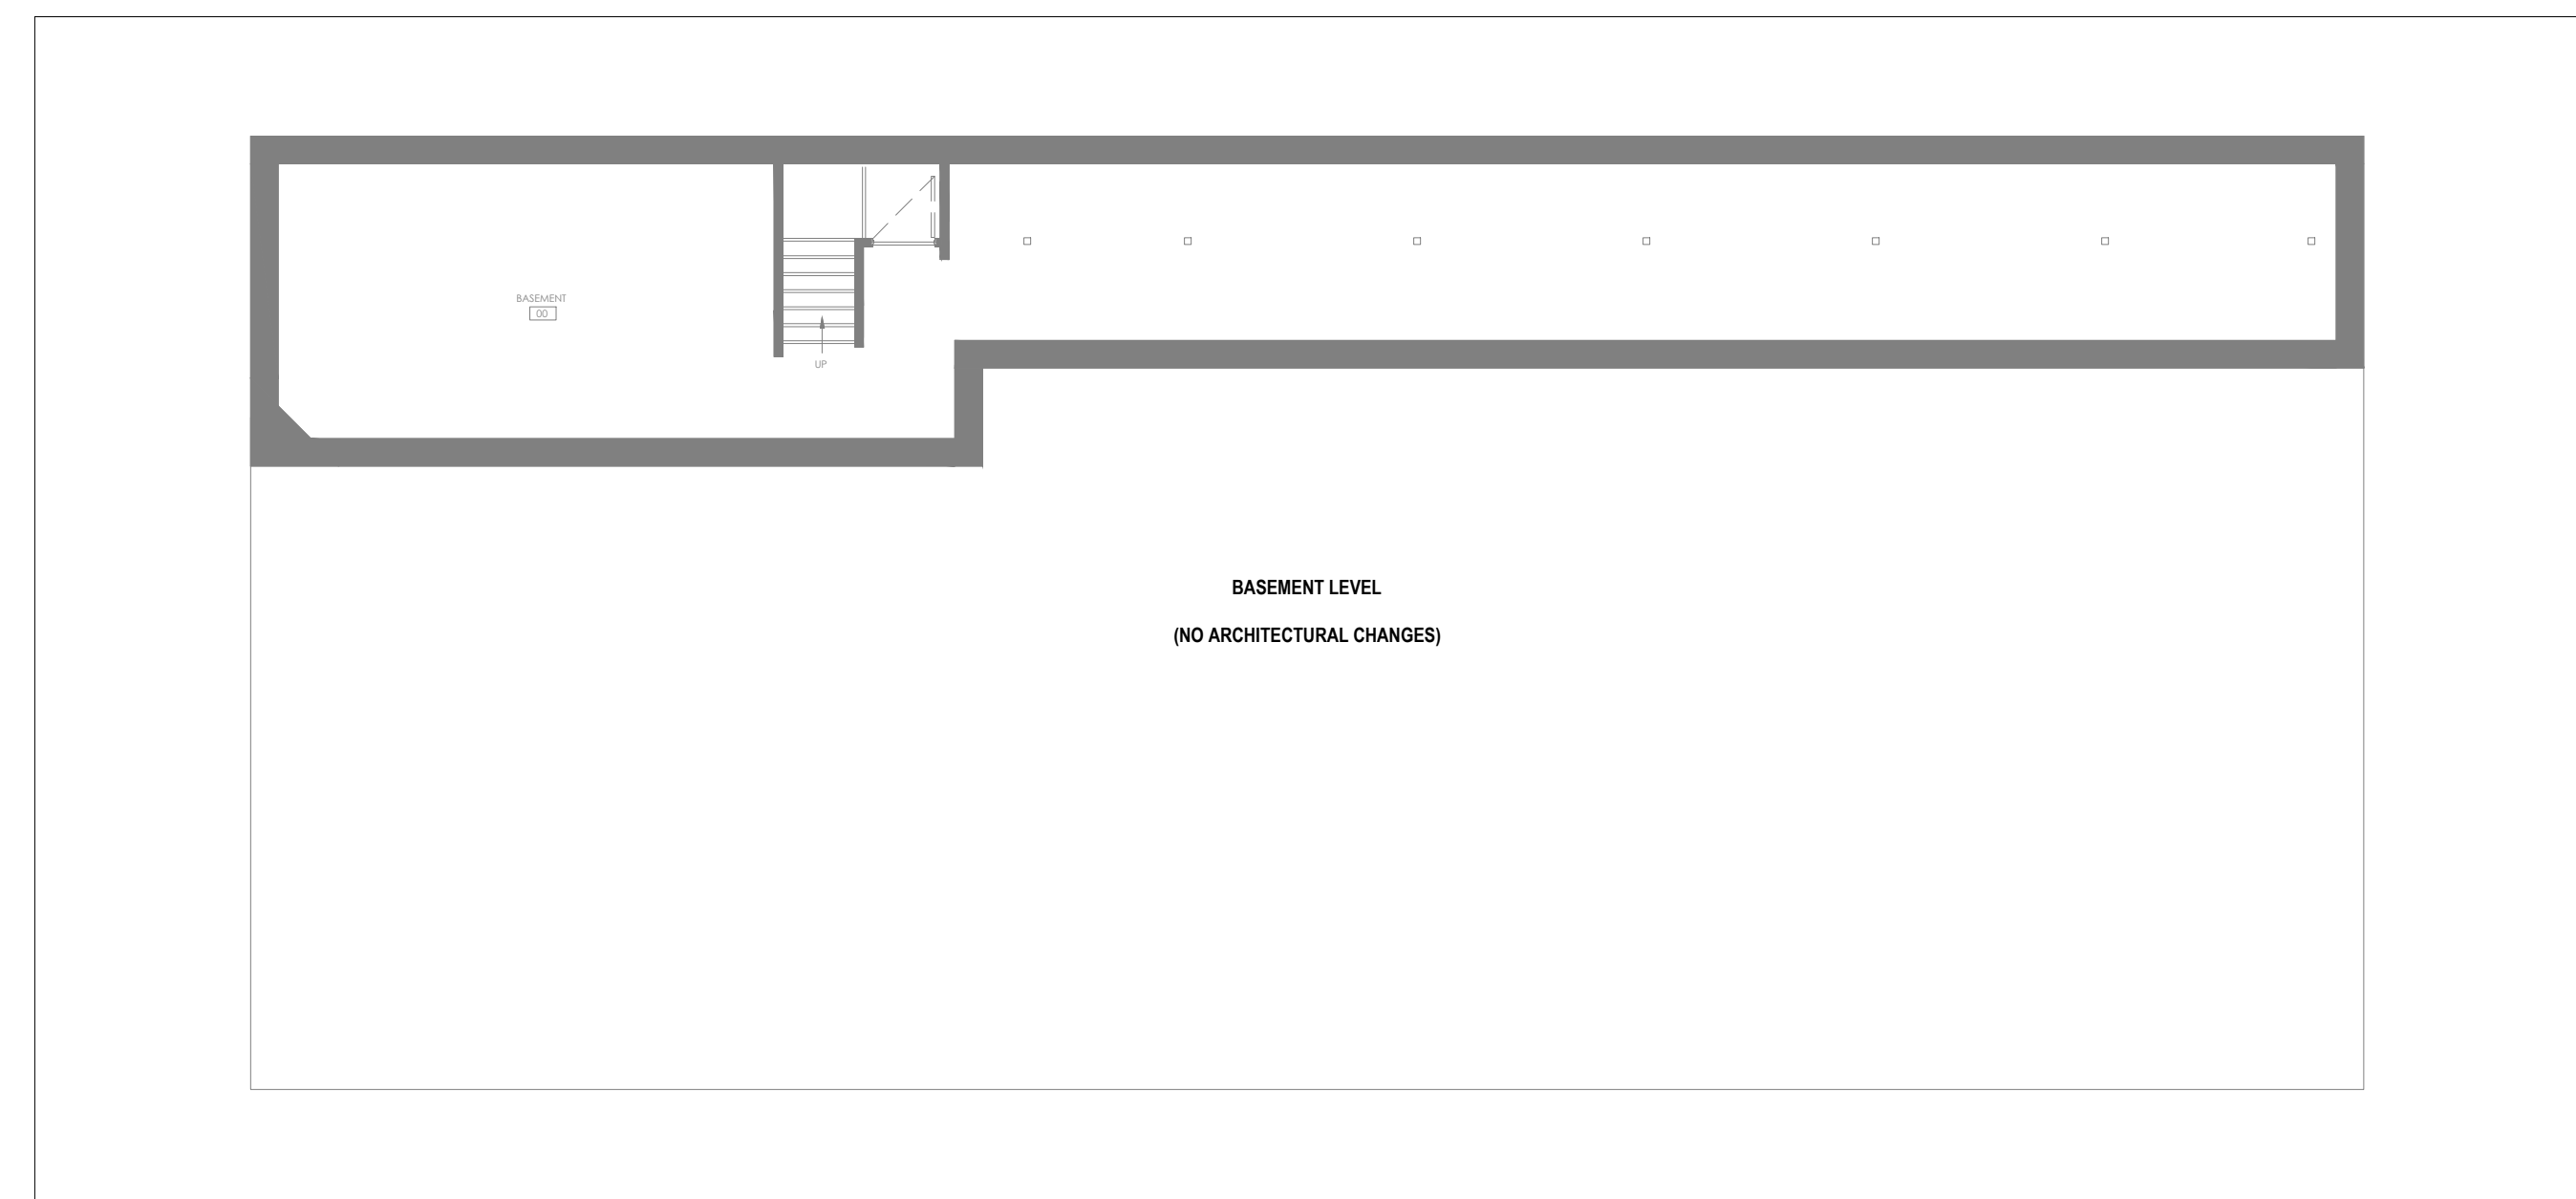 BASEMENT
00
UP
BASEMENT LEVEL
(NO ARCHITECTURAL CHANGES)